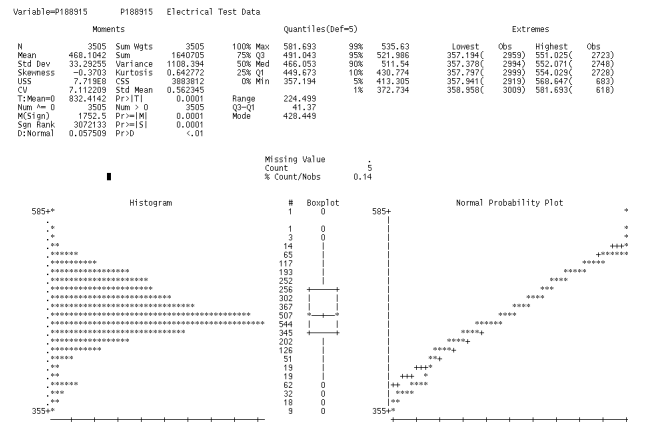 Variable=P188915 P188915 Electrical Test Data
Moments Quantiles(Def=5) Extremes
N 3505 Sum Wgts 3505 100% Max 581.693 99% 535.63 Lowest Obs Highest Obs
Mean 468.1042 Sum 1640705 75% Q3 491.043 95% 521.986 357.194( 2959) 551.025( 2723)
Std Dev 33.29255 Variance 1108.394 50% Med 466.053 90% 511.54 357.574( 2994) 552.071( 2748)
Skewness -0.3703 Kurtosis 0.642772 25% Q1 449.673 10% 430.774 357.797( 2999) 554.029( 2728)
USS 7.719E8 CSS 3883812 0% Min 357.194 5% 413.305 357.941( 2919) 568.647( 683)
CV 7.112209 Std Mean 0.562345 1% 372.734 358.958( 3009) 581.693( 618)
T:Mean=0 832.4142 Pr>|T| 0.0001 Range 224.499
Num ^= 0 3505 Num > 0 3505 Q3-Q1 41.37
M(Sign) 1752.5 Pr>=|M| 0.0001 Mode 428.449
Sgn Rank 3072133 Pr>=|S| 0.0001
D:Normal 0.057509 Pr>D <.01
Missing Value .
Count 5
% Count/Nobs 0.14
Histogram # Boxplot Normal Probability Plot
585+* 1 0 585+ *
.
.* 1 0 *
.* 3 0 *
.** 14 | +++*
.****** 65 | +******
.********** 117 | *****
.***************** 193 | *****
.********************* 252 | ****
.********************** 256 +-----+ ***
.************************** 302 | | ****
.******************************* 367 | | ****
.******************************************* 507 *--+--* ****
.********************************************** 544 | | ******
.***************************** 345 +-----+ ****+
.***************** 202 | ****+
.*********** 126 | ****+
.***** 51 | **+
.** 19 | +++*
.** 19 | +++ *
.****** 62 0 ++ ****
.*** 32 0 ****
.** 18 0 **
355+* 9 0 355+*